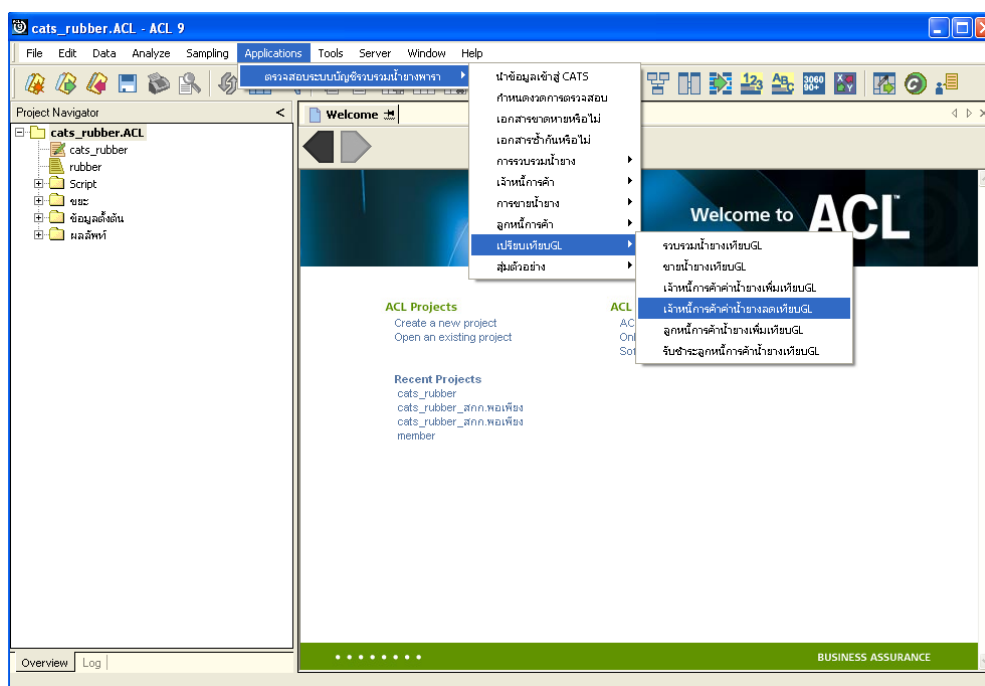 cats_rubber.ACL - ACL 9
File Edit Data Analyze Sampling Applications Tools Server Window Help
ตรวจสอบระบบบัญชีรวบรวมน้ำยางพารา
นำข้อมูลเข้าสู่ CATS
กำหนดงวดการตรวจสอบ
เอกสารขาดหายหรือไม่
เอกสารซ้ำกันหรือไม่
การรวบรวมน้ำยาง
เจ้าหนี้การค้า
การขายน้ำยาง
ลูกหนี้การค้า
เปรียบเทียบGL
สุ่มตัวอย่าง
รวบรวมน้ำยางเทียบGL
ขายน้ำยางเทียบGL
เจ้าหนี้การค้าค่าน้ำยางเพิ่มเทียบGL
เจ้าหนี้การค้าค่าน้ำยางลดเทียบGL
ลูกหนี้การค้าน้ำยางเพิ่มเทียบGL
รับชำระลูกหนี้การค้าน้ำยางเทียบGL
Project Navigator <
cats_rubber.ACL
cats_rubber
rubber
Script
ขยะ
ข้อมูลตั้งต้น
ผลลัพท์
Welcome
Welcome to ACL™
ACL Projects
Create a new project
Open an existing project
ACL
Recent Projects
cats_rubber
cats_rubber_สกก.พอเพียง
cats_rubber_สกก.พอเพียง
member
BUSINESS ASSURANCE
Overview Log